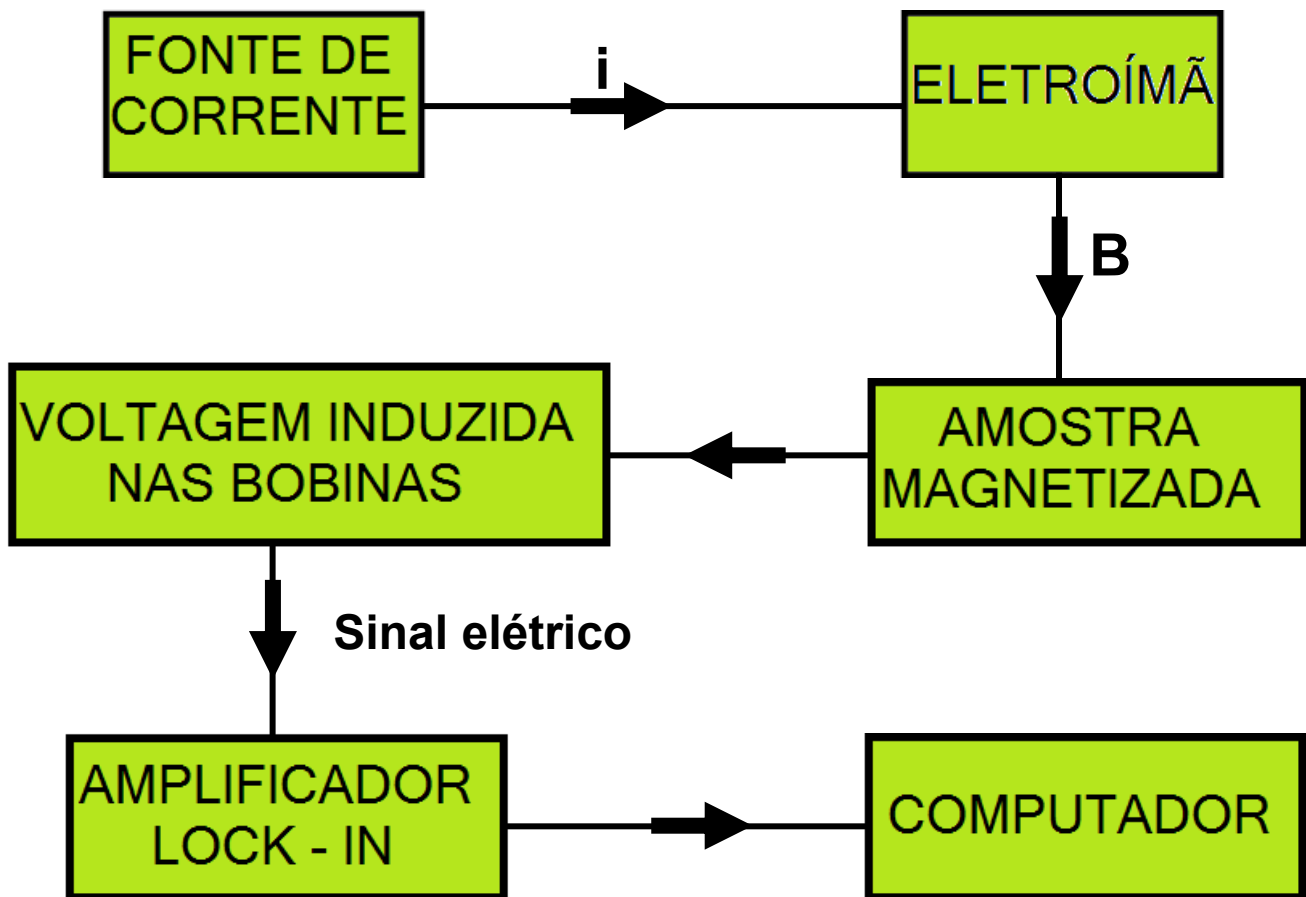 FONTE DE
CORRENTE
i
ELETROÍMÃ
B
AMOSTRA
MAGNETIZADA
VOLTAGEM INDUZIDA
NAS BOBINAS
Sinal elétrico
AMPLIFICADOR
LOCK - IN
COMPUTADOR